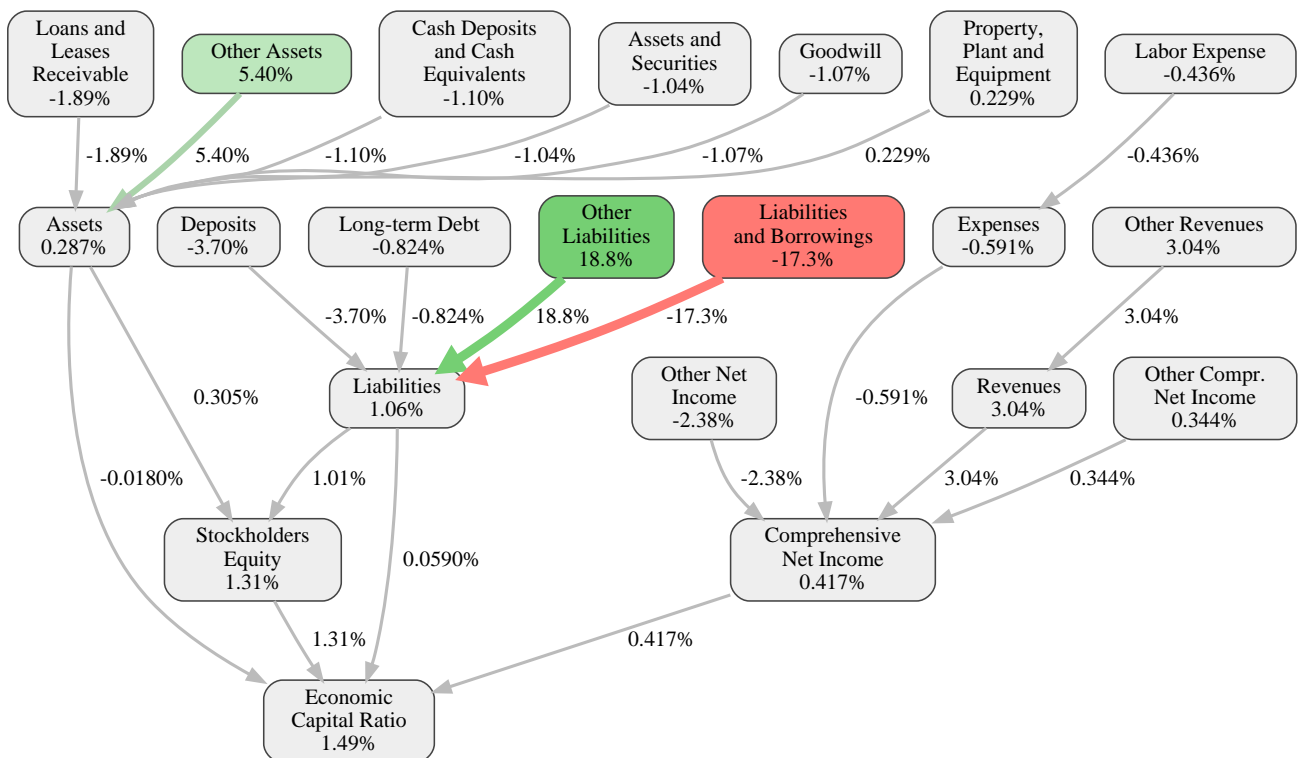 Loans and
Leases
Receivable
-1.89%
Other Assets
5.40%
Cash Deposits
and Cash
Equivalents
-1.10%
Assets and
Securities
-1.04%
Goodwill
-1.07%
Property,
Plant and
Equipment
0.229%
Labor Expense
-0.436%
-1.89%
5.40%
-1.10%
-1.04%
-1.07%
0.229%
-0.436%
Assets
0.287%
Deposits
-3.70%
Long-term Debt
-0.824%
Other
Liabilities
18.8%
Liabilities
and Borrowings
-17.3%
Expenses
-0.591%
Other Revenues
3.04%
-3.70%
-0.824%
18.8%
-17.3%
3.04%
Liabilities
1.06%
Other Net
Income
-2.38%
Revenues
3.04%
Other Compr.
Net Income
0.344%
0.305%
-0.591%
-0.0180%
1.01%
-2.38%
3.04%
0.344%
Stockholders
Equity
1.31%
0.0590%
Comprehensive
Net Income
0.417%
1.31%
0.417%
Economic
Capital Ratio
1.49%